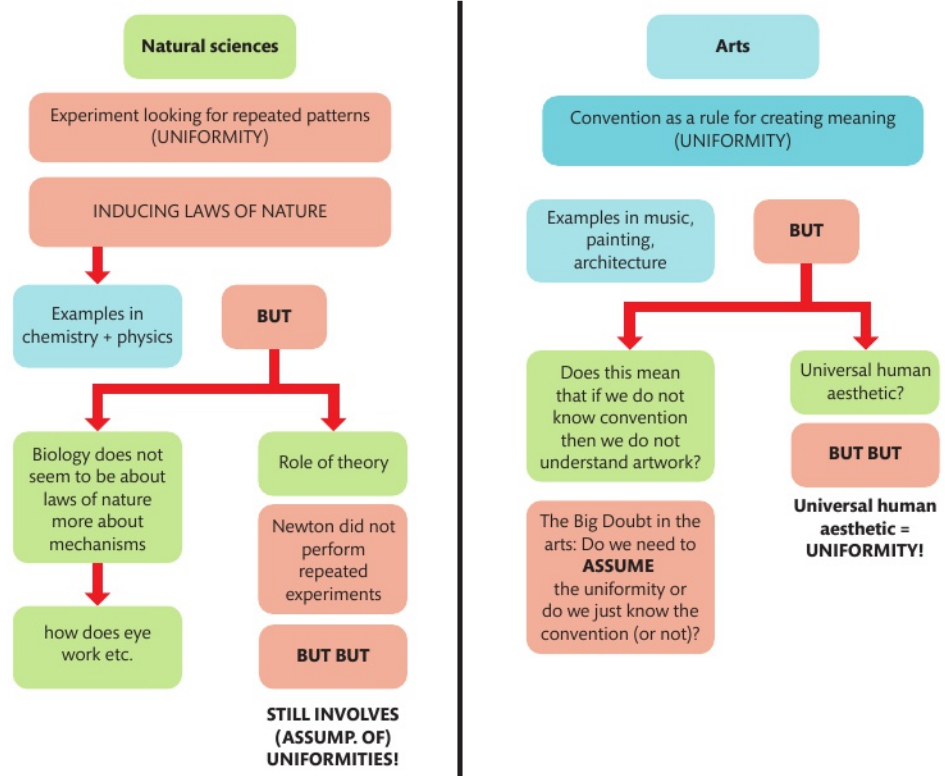 Natural sciences
Experiment looking for repeated patterns
(UNIFORMITY)
INDUCING LAWS OF NATURE
Examples in
chemistry + physics
BUT
Biology does not
seem to be about
laws of nature
more about
mechanisms
how does eye
work etc.
Role of theory
Newton did not
perform
repeated
experiments
BUT BUT
STILL INVOLVES
(ASSUMP. OF)
UNIFORMITIES!
Arts
Convention as a rule for creating meaning
(UNIFORMITY)
Examples in music,
painting,
architecture
BUT
Does this mean
that if we do not
know convention
then we do not
understand artwork?
The Big Doubt in the
arts: Do we need to
ASSUME
the uniformity or
do we just know the
convention (or not)?
Universal human
aesthetic?
BUT BUT
Universal human
aesthetic =
UNIFORMITY!